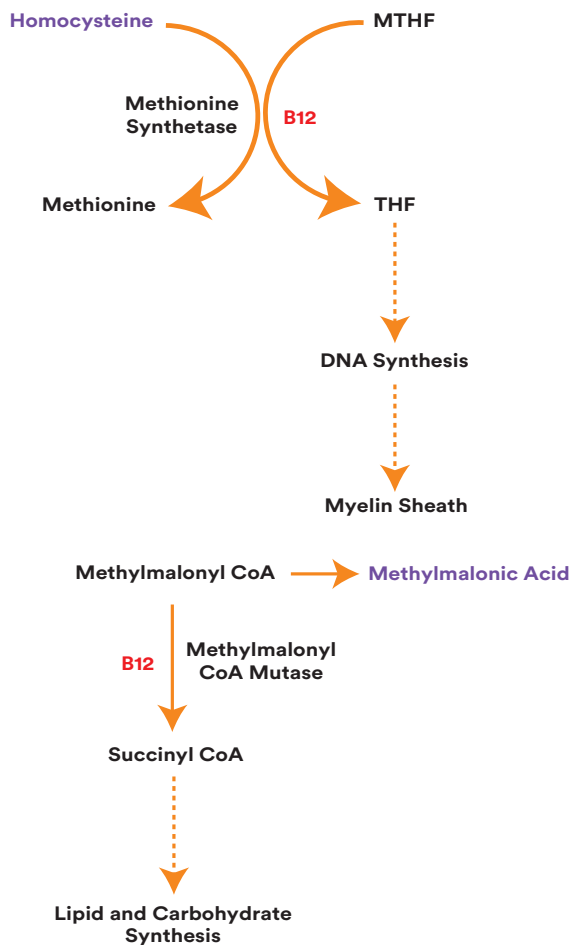 Homocysteine
MTHF
Methionine
Synthetase
B12
Methionine
THF
DNA Synthesis
Myelin Sheath
Methylmalonyl CoA
Methylmalonic Acid
B12
Methylmalonyl
CoA Mutase
Succinyl CoA
Lipid and Carbohydrate
Synthesis